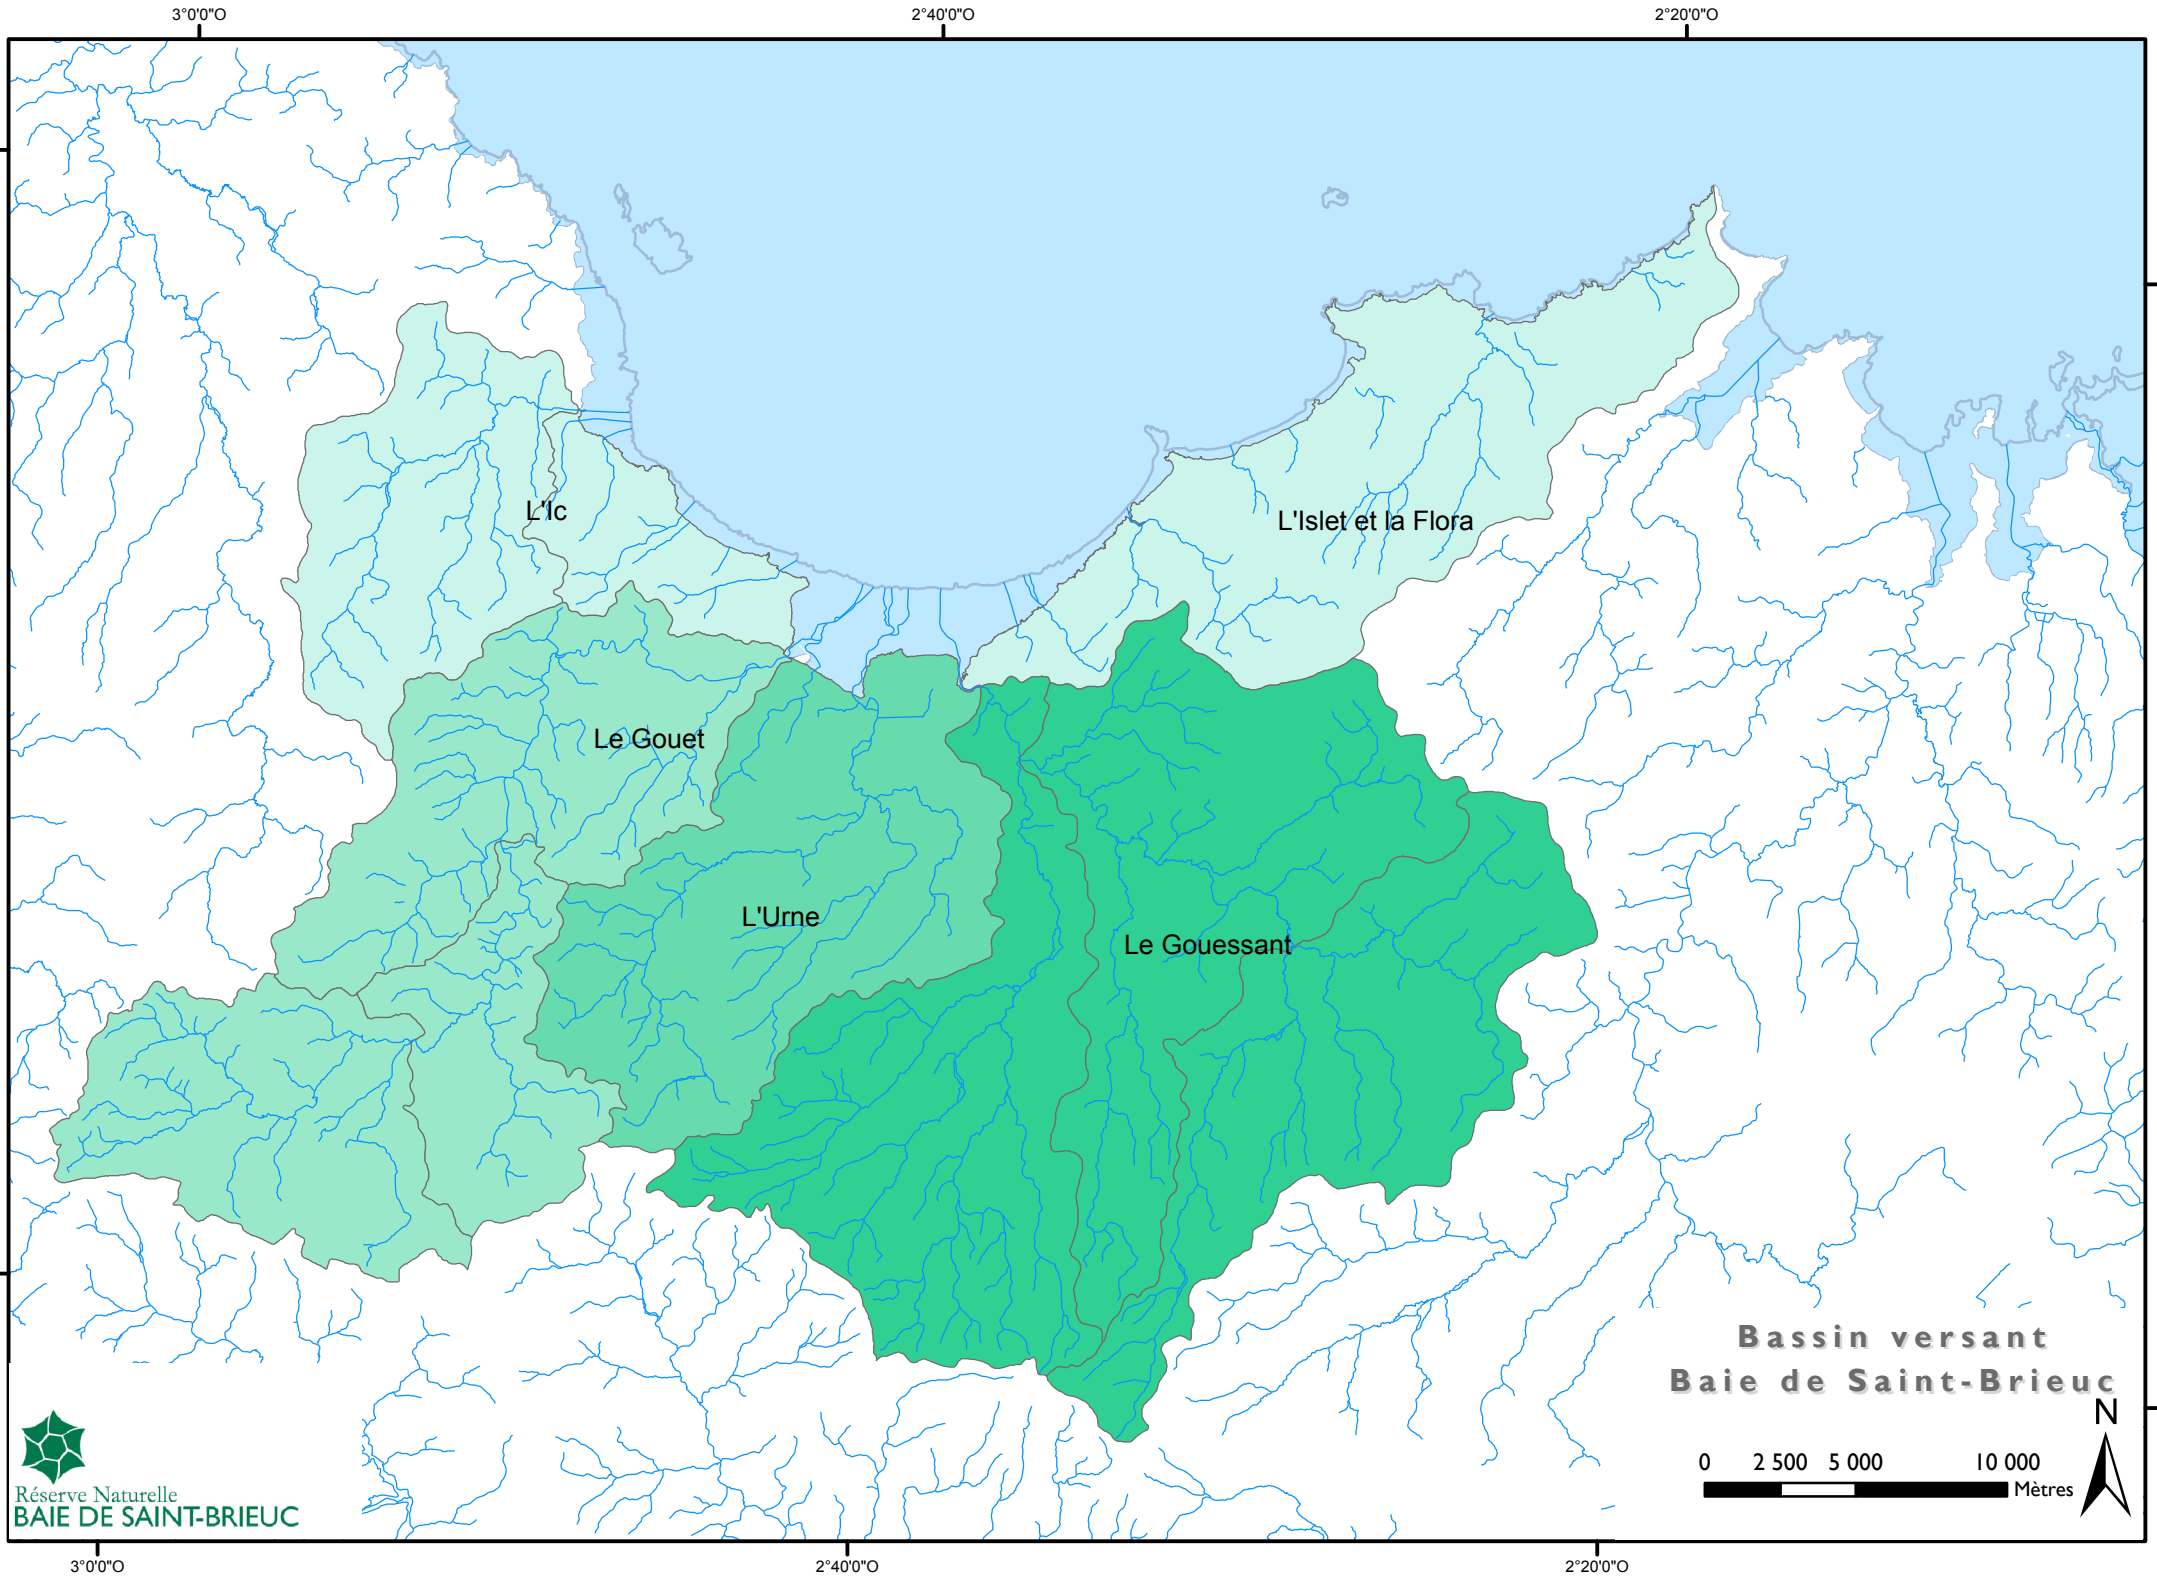 3°0'0"O
2°40'0"O
2°20'0"O
L'Ic
L'Islet et la Flora
Le Gouet
L'Urne
Le Gouessant
Bassin versant
Baie de Saint-Brieuc
N
0 2 500 5 000 10 000
Mètres
Réserve Naturelle
BAIE DE SAINT-BRIEUC
3°0'0"O
2°40'0"O
2°20'0"O